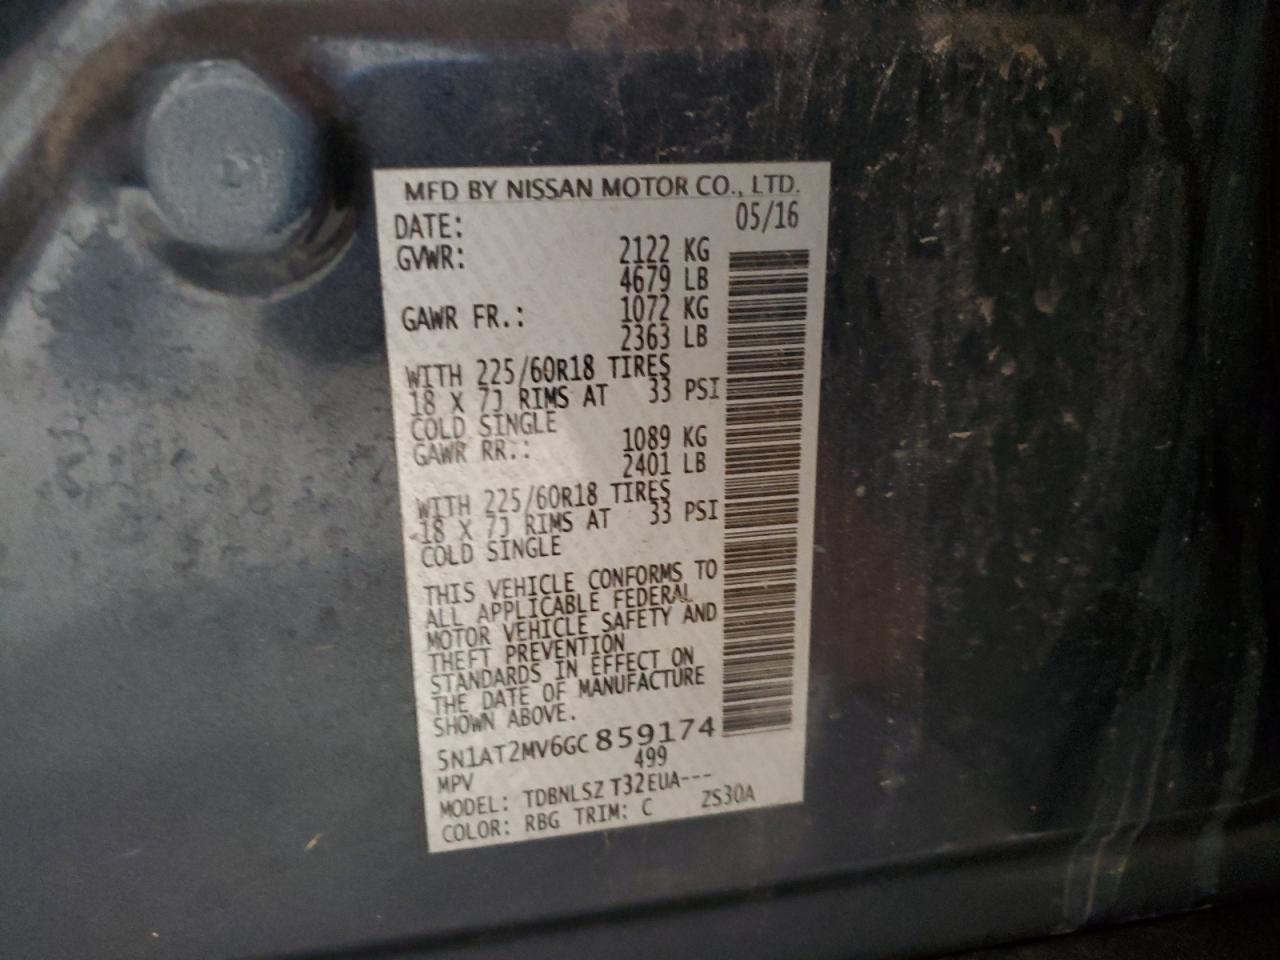 MFD BY NISSAN MOTOR CO., LTD.
DATE: 05/16
GVWR: 2122 KG
4679 LB
GAWR FR.: 1072 KG
2363 LB
WITH 225/60R18 TIRES
18 X 7J RIMS AT 33 PSI
COLD SINGLE
GAWR RR.: 1089 KG
2401 LB
WITH 225/60R18 TIRES
18 X 7J RIMS AT 33 PSI
COLD SINGLE
THIS VEHICLE CONFORMS TO
ALL APPLICABLE FEDERAL
MOTOR VEHICLE SAFETY AND
THEFT PREVENTION
STANDARDS IN EFFECT ON
THE DATE OF MANUFACTURE
SHOWN ABOVE.
5N1AT2MV6GC859174
MPV 499
MODEL: TDBNLSZ T32EUA---
COLOR: RBG TRIM: C ZS30A